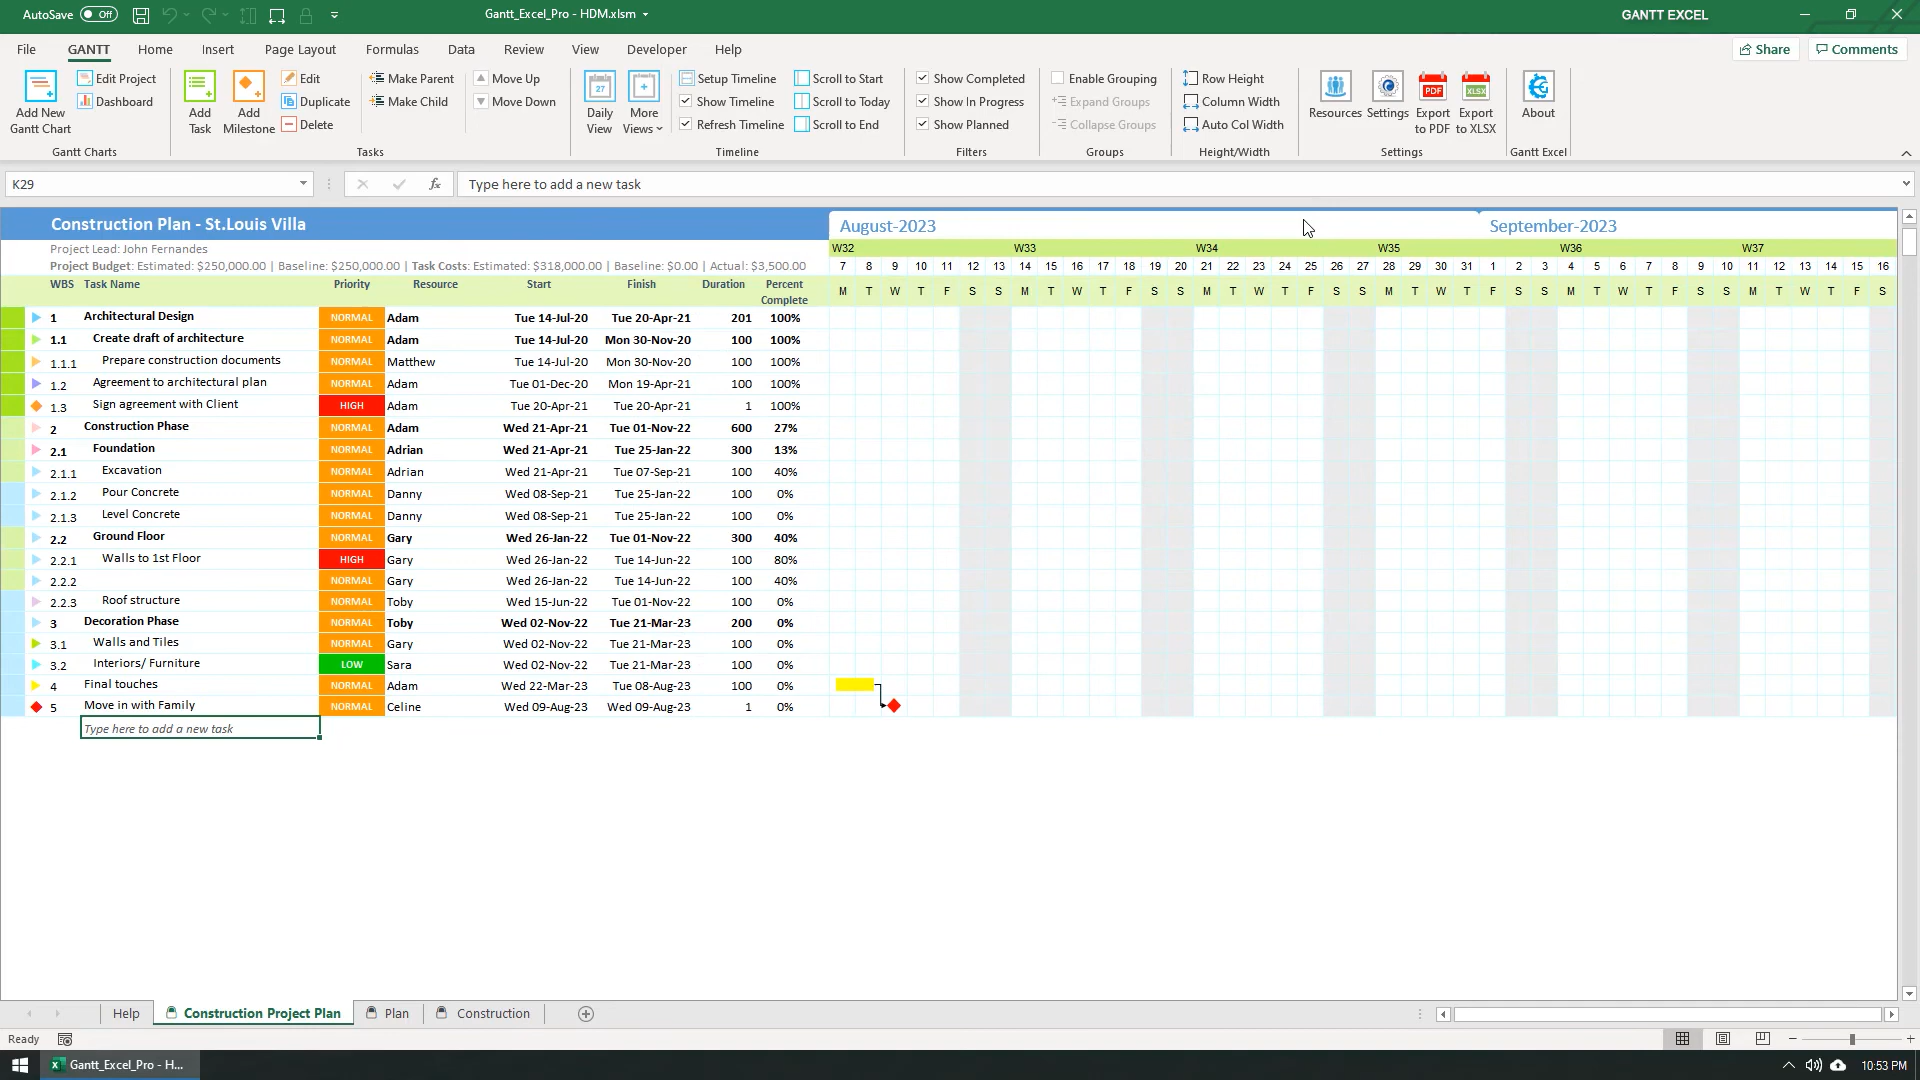 AutoSave Off Gantt_Excel_Pro - HDM.xlsm GANTT EXCEL
File GANTT Home Insert Page Layout Formulas Data Review View Developer Help Share Comments
Add New Gantt Chart Edit Project Dashboard
Gantt Charts
Add Task Add Milestone Edit Duplicate Delete Make Parent Make Child Move Up Move Down
Tasks
Daily View 27 More Views Setup Timeline Show Timeline Refresh Timeline Scroll to Start Scroll to Today Scroll to End
Timeline
Show Completed Show In Progress Show Planned
Filters
Enable Grouping Expand Groups Collapse Groups
Groups
Row Height Column Width Auto Col Width
Height/Width
Resources Settings PDF Export to PDF XLSX Export to XLSX
Settings
About
Gantt Excel
K29 fx Type here to add a new task
Construction Plan - St.Louis Villa August-2023 September-2023
Project Lead: John Fernandes W32 W33 W34 W35 W36 W37
Project Budget: Estimated: $250,000.00 | Baseline: $250,000.00 | Task Costs: Estimated: $318,000.00 | Baseline: $0.00 | Actual: $3,500.00 7 8 9 10 11 12 13 14 15 16 17 18 19 20 21 22 23 24 25 26 27 28 29 30 31 1 2 3 4 5 6 7 8 9 10 11 12 13 14 15 16
WBS Task Name Priority Resource Start Finish Duration Percent Complete M T W T F S S M T W T F S S M T W T F S S M T W T F S S M T W T F S S M T W T F S
1 Architectural Design NORMAL Adam Tue 14-Jul-20 Tue 20-Apr-21 201 100%
1.1 Create draft of architecture NORMAL Adam Tue 14-Jul-20 Mon 30-Nov-20 100 100%
1.1.1 Prepare construction documents NORMAL Matthew Tue 14-Jul-20 Mon 30-Nov-20 100 100%
1.2 Agreement to architectural plan NORMAL Adam Tue 01-Dec-20 Mon 19-Apr-21 100 100%
1.3 Sign agreement with Client HIGH Adam Tue 20-Apr-21 Tue 20-Apr-21 1 100%
2 Construction Phase NORMAL Adam Wed 21-Apr-21 Tue 01-Nov-22 600 27%
2.1 Foundation NORMAL Adrian Wed 21-Apr-21 Tue 25-Jan-22 300 13%
2.1.1 Excavation NORMAL Adrian Wed 21-Apr-21 Tue 07-Sep-21 100 40%
2.1.2 Pour Concrete NORMAL Danny Wed 08-Sep-21 Tue 25-Jan-22 100 0%
2.1.3 Level Concrete NORMAL Danny Wed 08-Sep-21 Tue 25-Jan-22 100 0%
2.2 Ground Floor NORMAL Gary Wed 26-Jan-22 Tue 01-Nov-22 300 40%
2.2.1 Walls to 1st Floor HIGH Gary Wed 26-Jan-22 Tue 14-Jun-22 100 80%
2.2.2 NORMAL Gary Wed 26-Jan-22 Tue 14-Jun-22 100 40%
2.2.3 Roof structure NORMAL Toby Wed 15-Jun-22 Tue 01-Nov-22 100 0%
3 Decoration Phase NORMAL Toby Wed 02-Nov-22 Tue 21-Mar-23 200 0%
3.1 Walls and Tiles NORMAL Gary Wed 02-Nov-22 Tue 21-Mar-23 100 0%
3.2 Interiors/ Furniture LOW Sara Wed 02-Nov-22 Tue 21-Mar-23 100 0%
4 Final touches NORMAL Adam Wed 22-Mar-23 Tue 08-Aug-23 100 0%
5 Move in with Family NORMAL Celine Wed 09-Aug-23 Wed 09-Aug-23 1 0%
Type here to add a new task
Help Construction Project Plan Plan Construction
Ready
Gantt_Excel_Pro - H... 10:53 PM